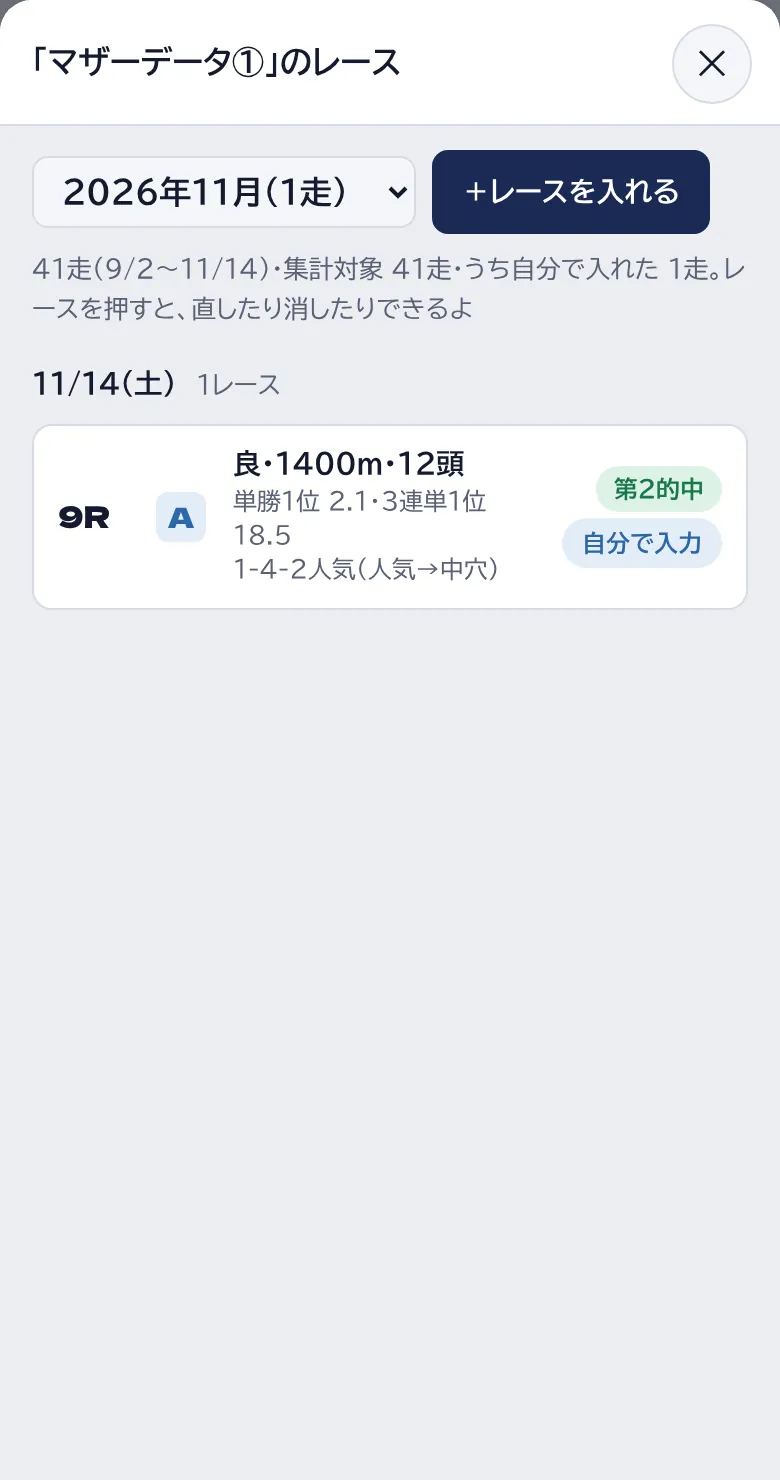 「マザーデータ①」のレース
2026年11月(1走)
+レースを入れる
41走(9/2〜11/14)・集計対象 41走・うち自分で入れた 1走。レ
ースを押すと、直したり消したりできるよ
11/14(土) 1レース
9R
A
良・1400m・12頭
単勝1位 2.1・3連単1位
18.5
1-4-2人気(人気→中穴)
第2的中
自分で入力